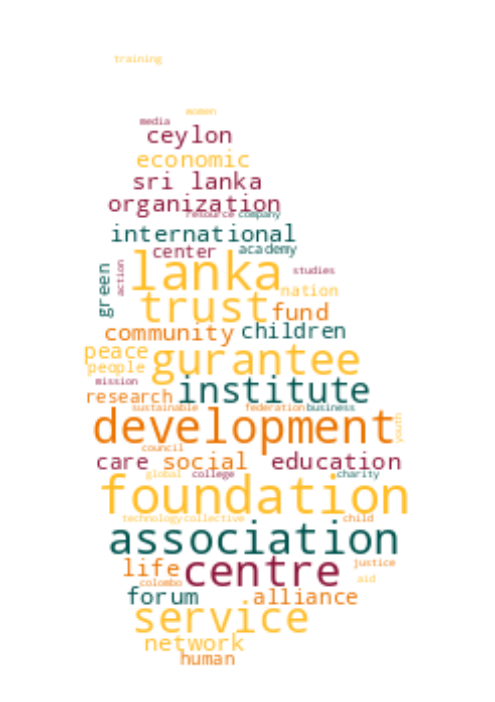 training
women
media
ceylon
economic
sri lanka
organization
resource company
international
center academy
green action lanka studies
nation
trust fund
community children
peace gurantee
people
mission institute
research
sustainable federation business
development youth
council
care social education
global college charity
foundation
technology collective child
association
life centre justice
colombo aid
forum alliance
service
network
human